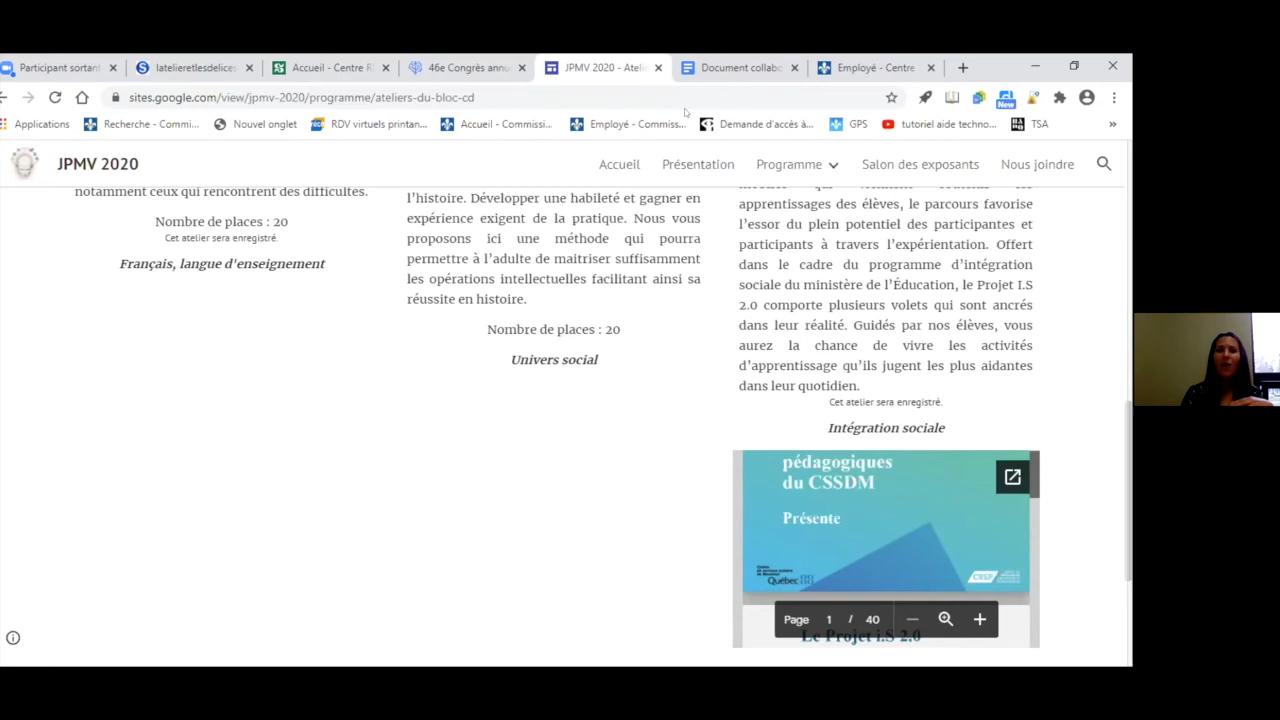 Participant sortant
latelieretlesdelices
Accueil - Centre R
46e Congrès annu
JPMV 2020 - Ateli
Document collabo
Employé - Centre
sites.google.com/view/jpmv-2020/programme/ateliers-du-bloc-cd
New
Applications
Recherche - Commi...
Nouvel onglet
RDV virtuels printan...
Accueil - Commissi...
Employé - Commiss...
Demande d'accès à...
GPS
tutoriel aide techno...
TSA
»
JPMV 2020
Accueil
Présentation
Programme
Salon des exposants
Nous joindre
notamment ceux qui rencontrent des difficultés.
Nombre de places : 20
Cet atelier sera enregistré.
Français, langue d'enseignement
l'histoire. Développer une habileté et gagner en
expérience exigent de la pratique. Nous vous
proposons ici une méthode qui pourra
permettre à l'adulte de maitriser suffisamment
les opérations intellectuelles facilitant ainsi sa
réussite en histoire.
Nombre de places : 20
Univers social
apprentissages des élèves, le parcours favorise
l'essor du plein potentiel des participantes et
participants à travers l'expérientation. Offert
dans le cadre du programme d'intégration
sociale du ministère de l'Éducation, le Projet I.S
2.0 comporte plusieurs volets qui sont ancrés
dans leur réalité. Guidés par nos élèves, vous
aurez la chance de vivre les activités
d'apprentissage qu'ils jugent les plus aidantes
dans leur quotidien.
Cet atelier sera enregistré.
Intégration sociale
pédagogiques
du CSSDM
Présente
Québec
Page 1 / 40
Le Projet i.S 2.0